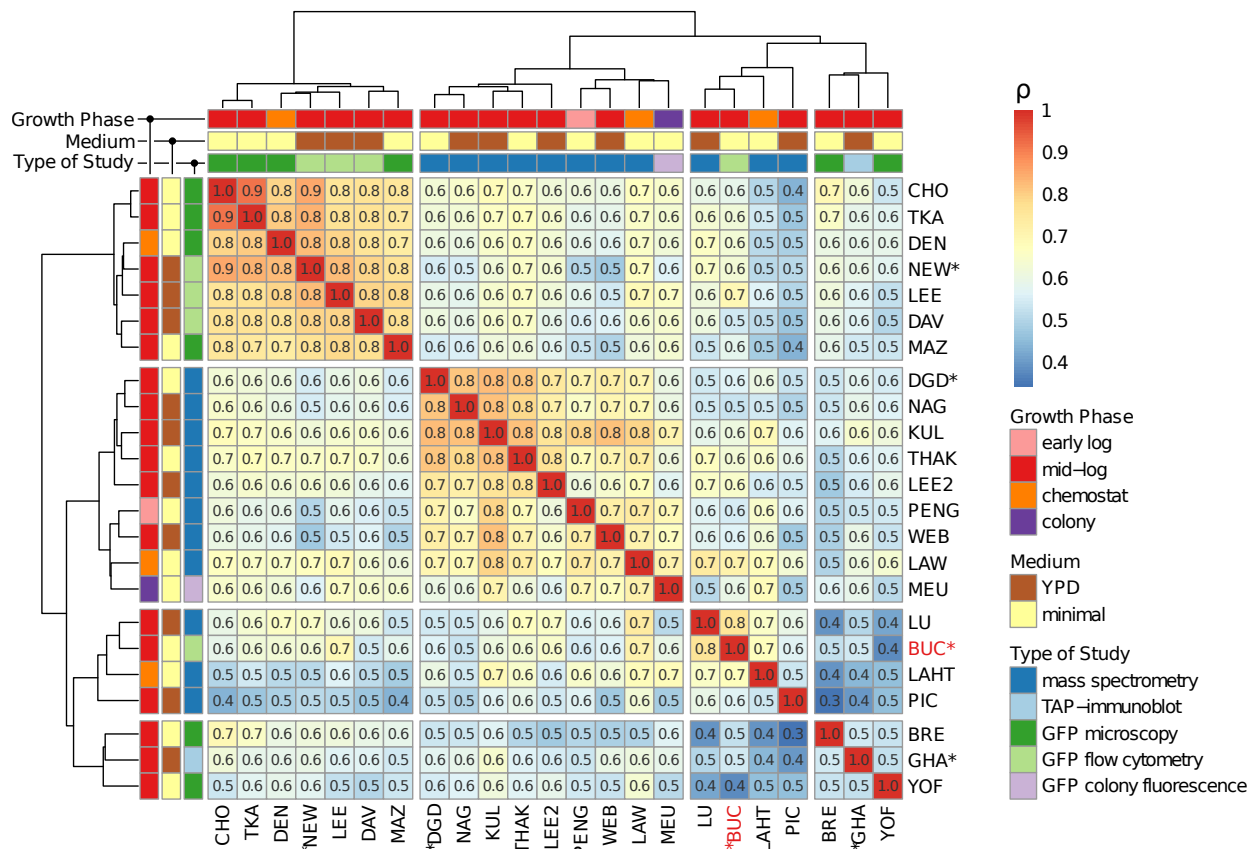 ρ
Growth Phase
Medium
Type of Study
1.0 0.9 0.8 0.9 0.8 0.8 0.8 0.6 0.6 0.7 0.7 0.6 0.6 0.6 0.7 0.6 0.6 0.6 0.5 0.4 0.7 0.6 0.5 CHO
0.9 1.0 0.8 0.8 0.8 0.8 0.7 0.6 0.6 0.7 0.7 0.6 0.6 0.6 0.7 0.6 0.6 0.6 0.5 0.5 0.7 0.6 0.6 TKA
0.8 0.8 1.0 0.8 0.8 0.8 0.7 0.6 0.6 0.6 0.7 0.6 0.6 0.6 0.7 0.6 0.7 0.6 0.5 0.5 0.6 0.6 0.6 DEN
0.9 0.8 0.8 1.0 0.8 0.8 0.8 0.6 0.5 0.6 0.7 0.6 0.5 0.5 0.7 0.6 0.7 0.6 0.5 0.5 0.6 0.6 0.6 NEW*
0.8 0.8 0.8 0.8 1.0 0.8 0.8 0.6 0.6 0.6 0.7 0.6 0.6 0.5 0.7 0.7 0.6 0.7 0.6 0.5 0.6 0.6 0.5 LEE
0.8 0.8 0.8 0.8 0.8 1.0 0.8 0.6 0.6 0.6 0.7 0.6 0.6 0.6 0.7 0.6 0.6 0.5 0.5 0.5 0.6 0.6 0.5 DAV
0.8 0.7 0.7 0.8 0.8 0.8 1.0 0.6 0.6 0.6 0.6 0.6 0.5 0.5 0.6 0.6 0.5 0.6 0.5 0.4 0.6 0.5 0.5 MAZ
0.6 0.6 0.6 0.6 0.6 0.6 0.6 1.0 0.8 0.8 0.8 0.7 0.7 0.7 0.7 0.6 0.5 0.6 0.6 0.5 0.5 0.6 0.6 DGD*
0.6 0.6 0.6 0.5 0.6 0.6 0.6 0.8 1.0 0.8 0.8 0.7 0.7 0.7 0.7 0.6 0.5 0.5 0.5 0.5 0.5 0.6 0.6 NAG
0.7 0.7 0.6 0.6 0.6 0.6 0.6 0.8 0.8 1.0 0.8 0.8 0.8 0.8 0.8 0.7 0.6 0.6 0.7 0.6 0.6 0.6 0.6 KUL
0.7 0.7 0.7 0.7 0.7 0.7 0.6 0.8 0.8 0.8 1.0 0.8 0.7 0.7 0.7 0.6 0.7 0.6 0.6 0.6 0.5 0.6 0.6 THAK
0.6 0.6 0.6 0.6 0.6 0.6 0.6 0.7 0.7 0.8 0.8 1.0 0.6 0.6 0.7 0.6 0.7 0.6 0.6 0.5 0.5 0.6 0.6 LEE2
0.6 0.6 0.6 0.5 0.6 0.6 0.5 0.7 0.7 0.8 0.7 0.6 1.0 0.7 0.7 0.7 0.6 0.6 0.6 0.6 0.5 0.5 0.5 PENG
0.6 0.6 0.6 0.5 0.5 0.6 0.5 0.7 0.7 0.8 0.7 0.6 0.7 1.0 0.7 0.7 0.6 0.6 0.6 0.5 0.5 0.6 0.5 WEB
0.7 0.7 0.7 0.7 0.7 0.7 0.6 0.7 0.7 0.8 0.7 0.7 0.7 0.7 1.0 0.7 0.7 0.7 0.7 0.6 0.5 0.6 0.6 LAW
0.6 0.6 0.6 0.6 0.7 0.6 0.6 0.6 0.6 0.7 0.6 0.6 0.7 0.7 0.7 1.0 0.5 0.6 0.7 0.5 0.6 0.6 0.5 MEU
0.6 0.6 0.7 0.7 0.6 0.6 0.5 0.5 0.5 0.6 0.7 0.7 0.6 0.6 0.7 0.5 1.0 0.8 0.7 0.6 0.4 0.5 0.4 LU
0.6 0.6 0.6 0.6 0.7 0.5 0.6 0.6 0.5 0.6 0.6 0.6 0.6 0.6 0.7 0.6 0.8 1.0 0.7 0.6 0.5 0.5 0.4 BUC*
0.5 0.5 0.5 0.5 0.6 0.5 0.5 0.6 0.5 0.7 0.6 0.6 0.6 0.6 0.7 0.7 0.7 0.7 1.0 0.5 0.4 0.4 0.5 LAHT
0.4 0.5 0.5 0.5 0.5 0.5 0.4 0.5 0.5 0.6 0.6 0.5 0.6 0.5 0.6 0.5 0.6 0.6 0.5 1.0 0.3 0.4 0.5 PIC
0.7 0.7 0.6 0.6 0.6 0.6 0.6 0.5 0.5 0.6 0.5 0.5 0.5 0.5 0.5 0.6 0.4 0.5 0.4 0.3 1.0 0.5 0.5 BRE
0.6 0.6 0.6 0.6 0.6 0.6 0.5 0.6 0.6 0.6 0.6 0.6 0.5 0.6 0.6 0.6 0.5 0.5 0.4 0.4 0.5 1.0 0.5 GHA*
0.5 0.6 0.6 0.6 0.5 0.5 0.5 0.6 0.6 0.6 0.6 0.6 0.5 0.5 0.6 0.5 0.4 0.4 0.5 0.5 0.5 0.5 1.0 YOF
CHO TKA DEN *NEW LEE DAV MAZ *DGD NAG KUL THAK LEE2 PENG WEB LAW MEU LU *BUC LAHT PIC BRE *GHA YOF
1
0.9
0.8
0.7
0.6
0.5
0.4
Growth Phase
early log
mid−log
chemostat
colony
Medium
YPD
minimal
Type of Study
mass spectrometry
TAP−immunoblot
GFP microscopy
GFP flow cytometry
GFP colony fluorescence